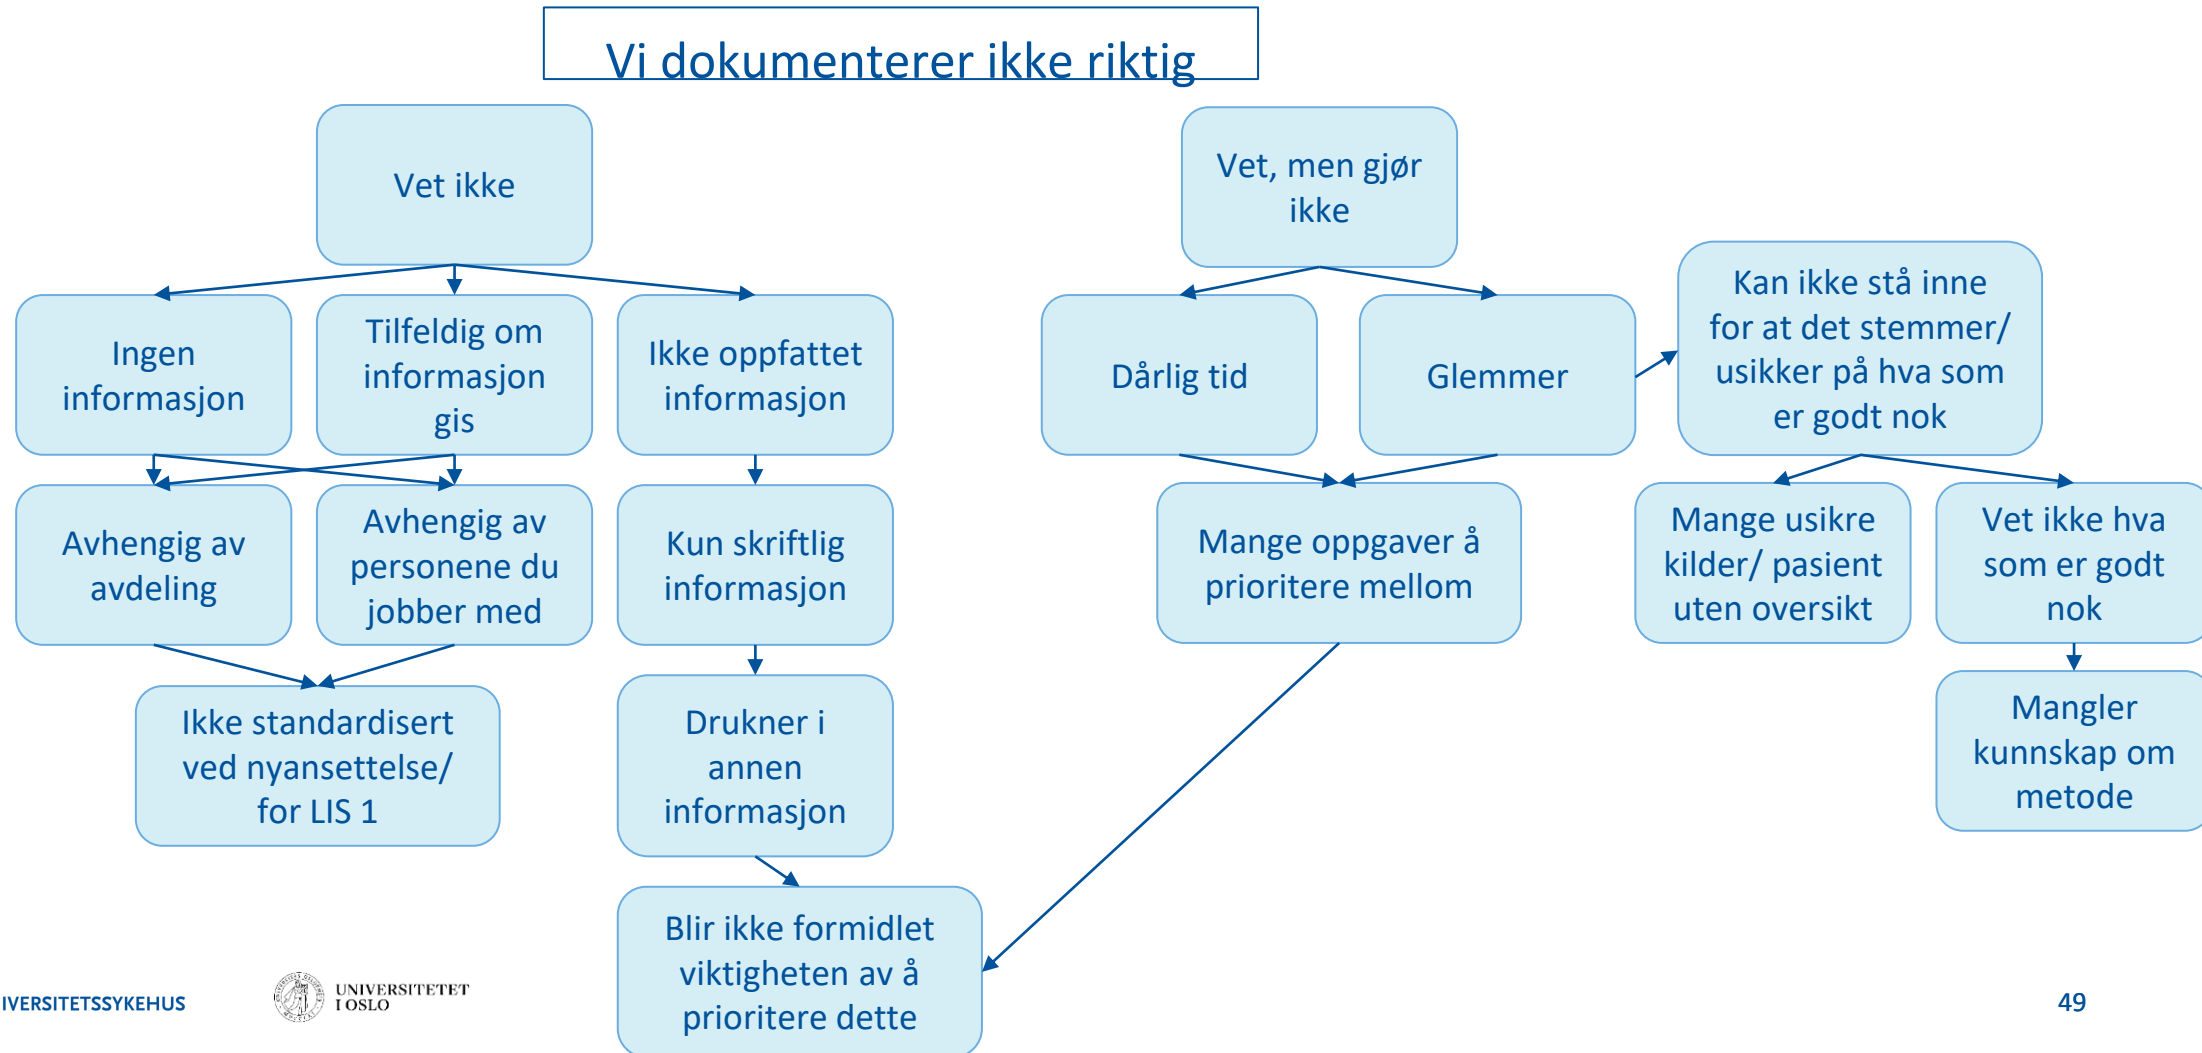 Vi dokumenterer ikke riktig
Vet ikke
Vet, men gjør
ikke
Ingen
informasjon
Tilfeldig om
informasjon
gis
Ikke oppfattet
informasjon
Dårlig tid
Glemmer
Kan ikke stå inne
for at det stemmer/
usikker på hva som
er godt nok
Avhengig av
avdeling
Avhengig av
personene du
jobber med
Kun skriftlig
informasjon
Mange oppgaver å
prioritere mellom
Mange usikre
kilder/ pasient
uten oversikt
Vet ikke hva
som er godt
nok
Ikke standardisert
ved nyansettelse/
for LIS 1
Drukner i
annen
informasjon
Mangler
kunnskap om
metode
Blir ikke formidlet
viktigheten av å
prioritere dette
IVERSITETSSYKEHUS
UNIVERSITETET
I OSLO
49